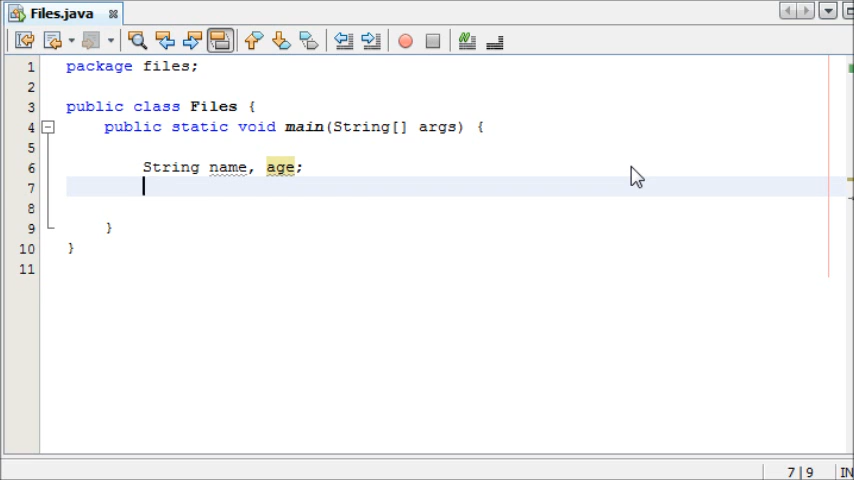 Files.java
1 package files;
2
3 public class Files {
4 public static void main(String[] args) {
5
6 String name, age;
7
8
9 }
10 }
11
7|9 IN